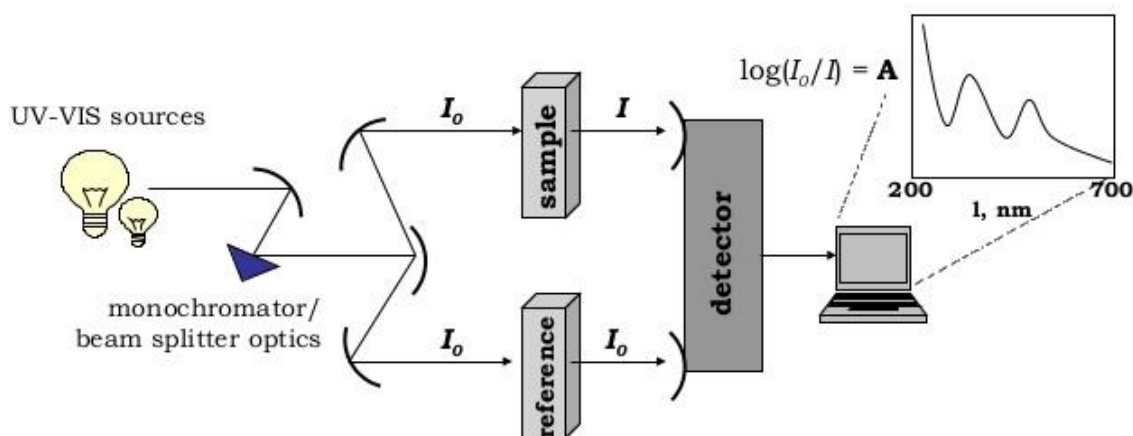 UV-VIS sources
monochromator/
beam splitter optics
Io
sample
I
Io
reference
Io
detector
log(Io/I) = A
200
700
l, nm